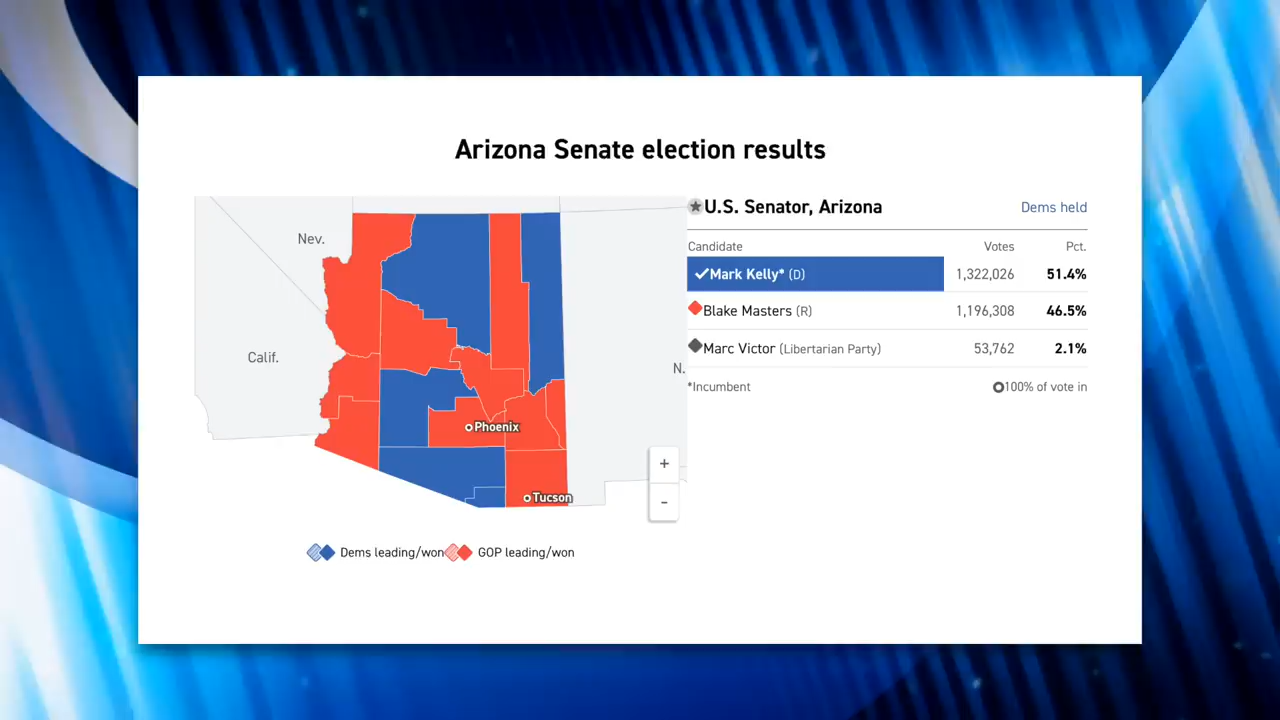 Arizona Senate election results
Nev.
Calif.
N.
Phoenix
Tucson
+
-
Dems leading/won GOP leading/won
U.S. Senator, Arizona Dems held
Candidate Votes Pct.
Mark Kelly* (D) 1,322,026 51.4%
Blake Masters (R) 1,196,308 46.5%
Marc Victor (Libertarian Party) 53,762 2.1%
*Incumbent 100% of vote in